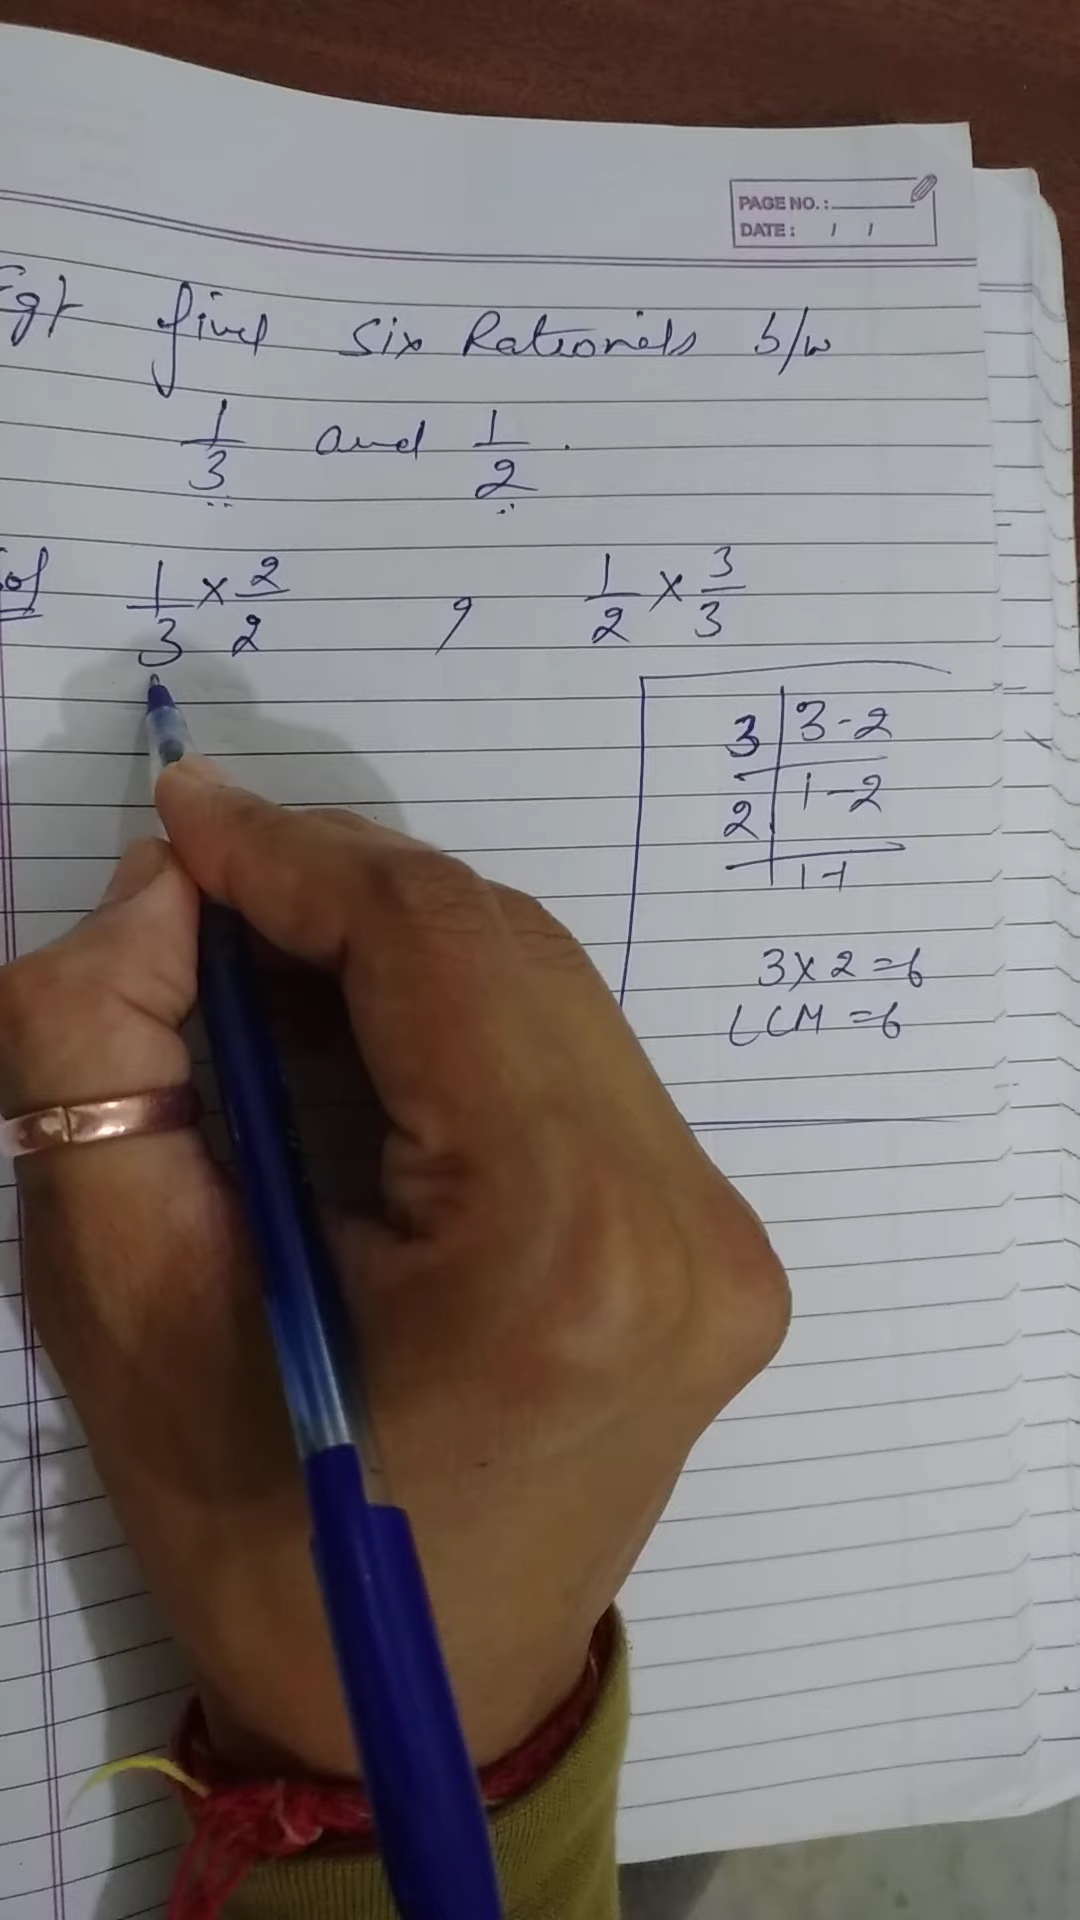 PAGE NO.:
DATE: / /
Eg+ find six Rationals b/w
1/3 and 1/2.
Sol 1/3 × 2/2 , 1/2 × 3/3
3 | 3-2
2 | 1-2
1-1
3×2=6
LCM =6